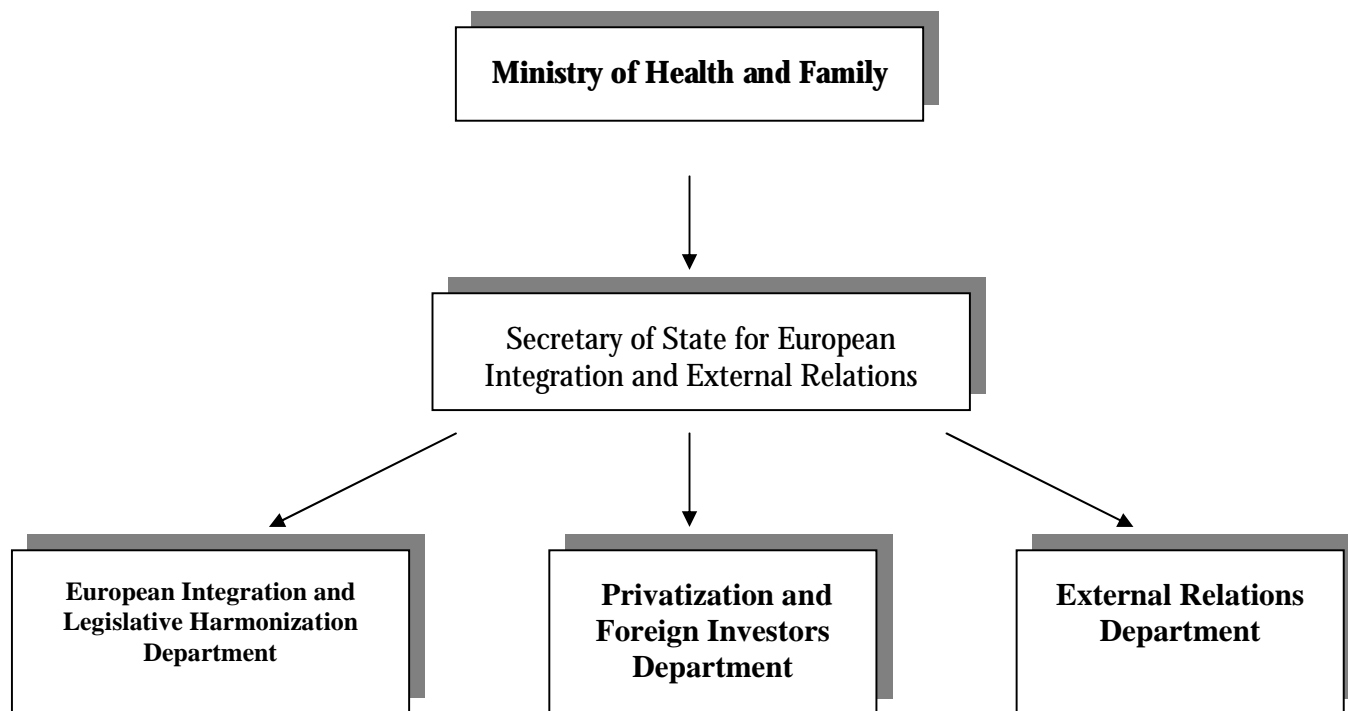 Ministry of Health and Family
Secretary of State for European
Integration and External Relations
European Integration and
Legislative Harmonization
Department
Privatization and
Foreign Investors
Department
External Relations
Department